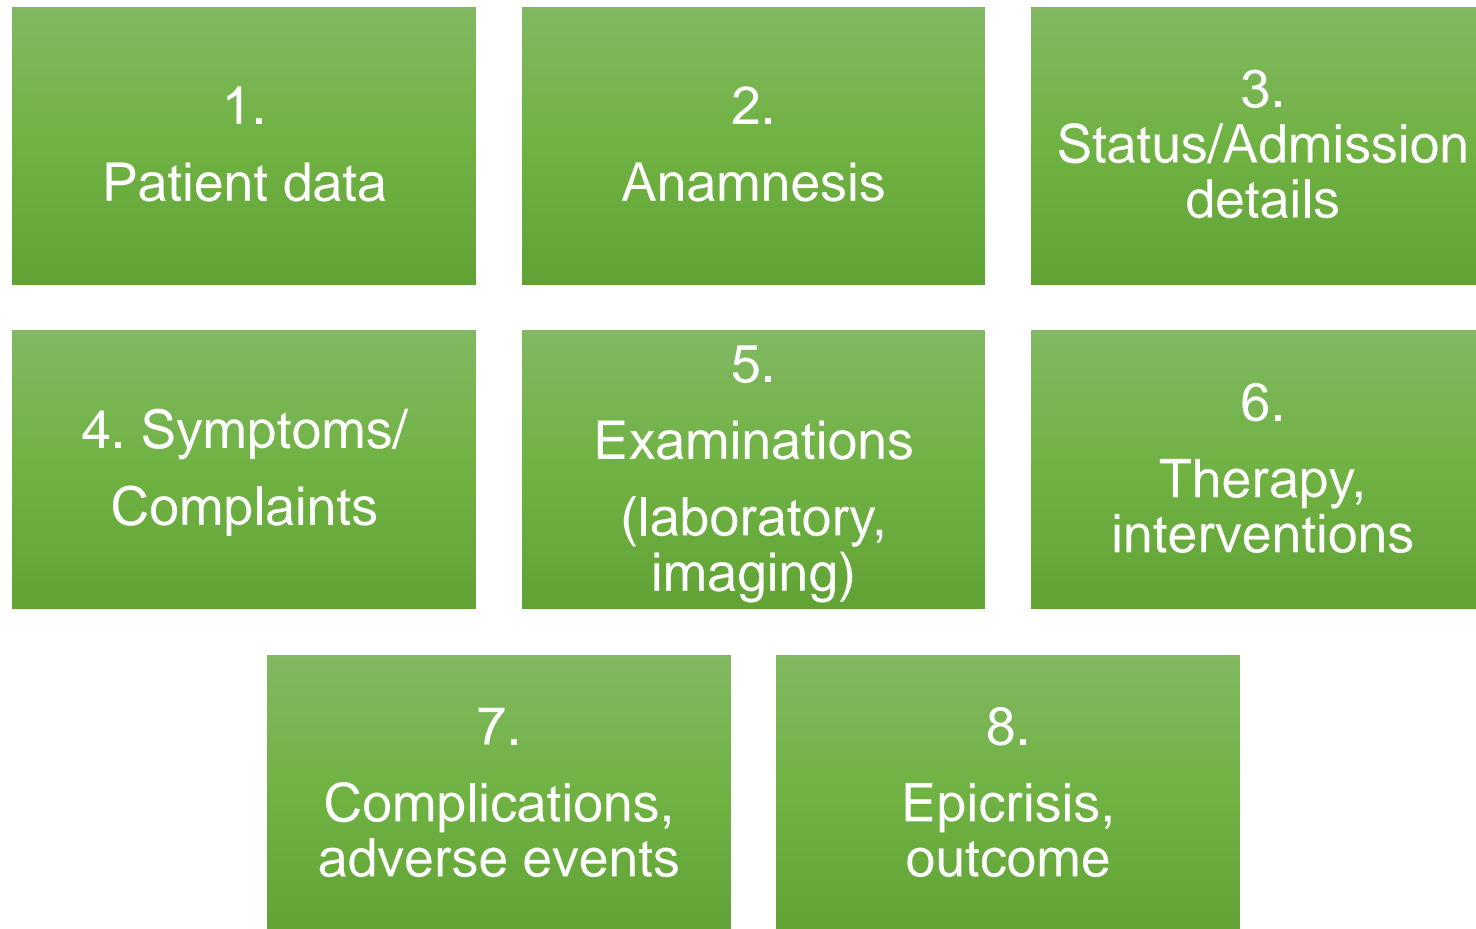 1.
Patient data
2.
Anamnesis
3.
Status/Admission
details
4. Symptoms/
Complaints
5.
Examinations
(laboratory,
imaging)
6.
Therapy,
interventions
7.
Complications,
adverse events
8.
Epicrisis,
outcome